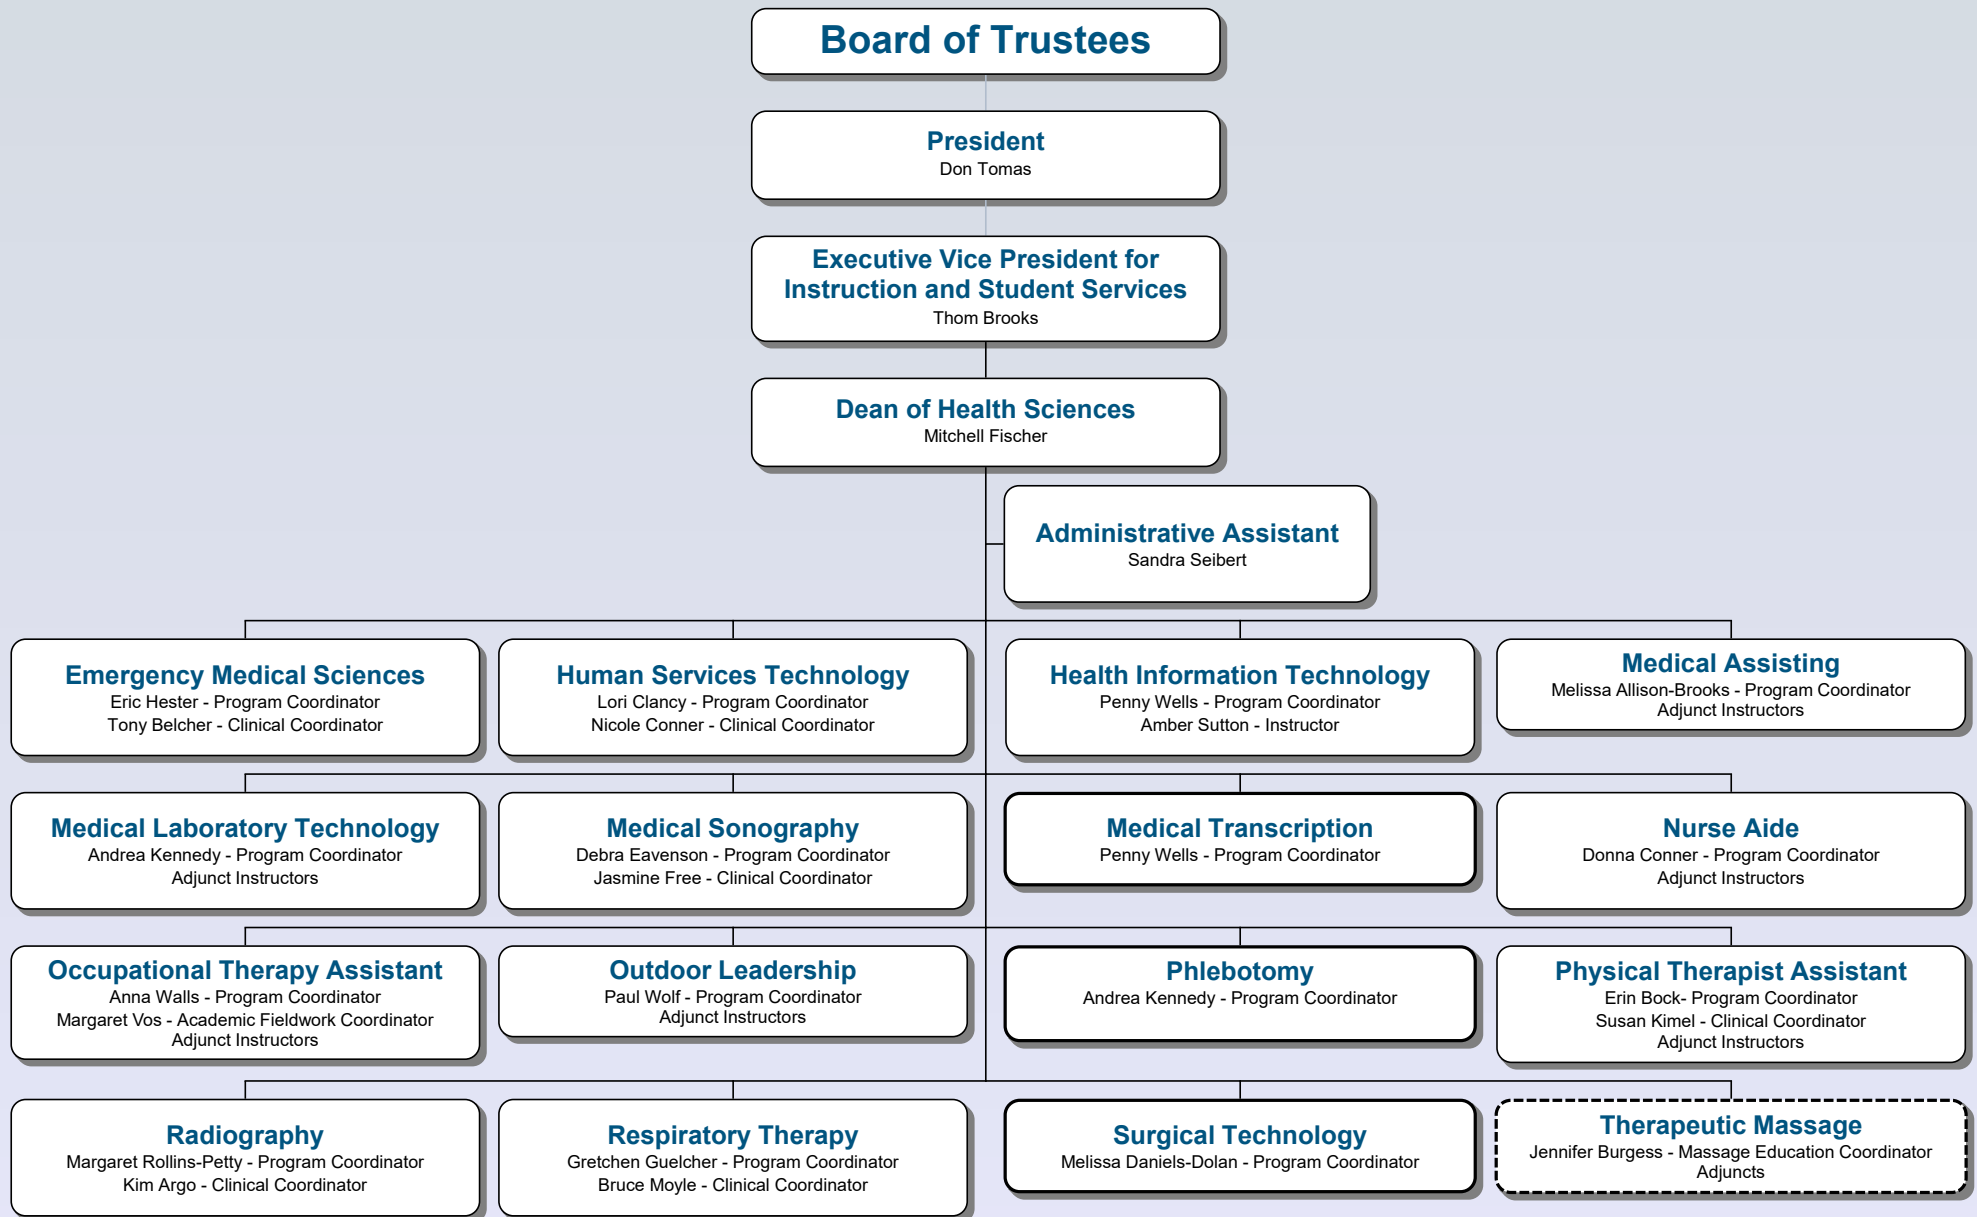 Board of Trustees
President
Don Tomas
Executive Vice President for
Instruction and Student Services
Thom Brooks
Dean of Health Sciences
Mitchell Fischer
Administrative Assistant
Sandra Seibert
Emergency Medical Sciences
Eric Hester - Program Coordinator
Tony Belcher - Clinical Coordinator
Human Services Technology
Lori Clancy - Program Coordinator
Nicole Conner - Clinical Coordinator
Health Information Technology
Penny Wells - Program Coordinator
Amber Sutton - Instructor
Medical Assisting
Melissa Allison-Brooks - Program Coordinator
Adjunct Instructors
Medical Laboratory Technology
Andrea Kennedy - Program Coordinator
Adjunct Instructors
Medical Sonography
Debra Eavenson - Program Coordinator
Jasmine Free - Clinical Coordinator
Medical Transcription
Penny Wells - Program Coordinator
Nurse Aide
Donna Conner - Program Coordinator
Adjunct Instructors
Occupational Therapy Assistant
Anna Walls - Program Coordinator
Margaret Vos - Academic Fieldwork Coordinator
Adjunct Instructors
Outdoor Leadership
Paul Wolf - Program Coordinator
Adjunct Instructors
Phlebotomy
Andrea Kennedy - Program Coordinator
Physical Therapist Assistant
Erin Bock- Program Coordinator
Susan Kimel - Clinical Coordinator
Adjunct Instructors
Radiography
Margaret Rollins-Petty - Program Coordinator
Kim Argo - Clinical Coordinator
Respiratory Therapy
Gretchen Guelcher - Program Coordinator
Bruce Moyle - Clinical Coordinator
Surgical Technology
Melissa Daniels-Dolan - Program Coordinator
Therapeutic Massage
Jennifer Burgess - Massage Education Coordinator
Adjuncts